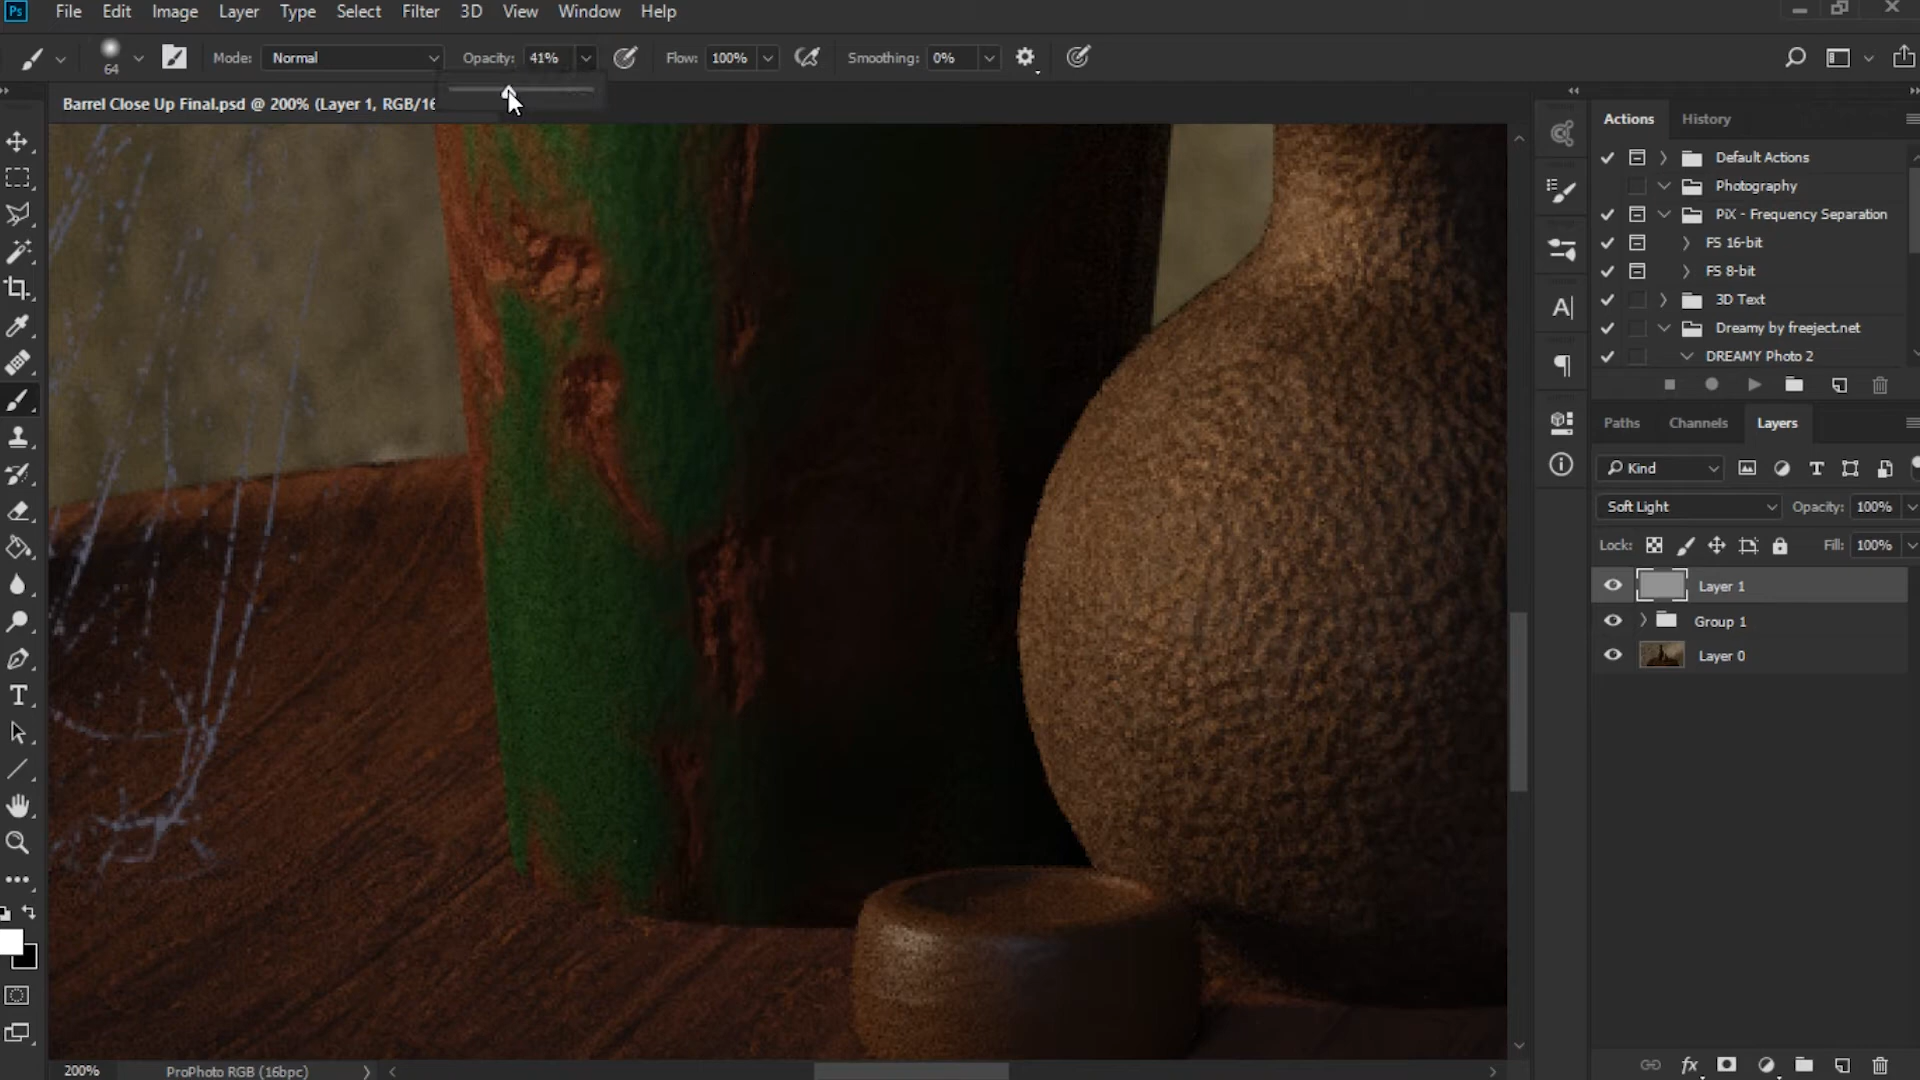 Ps File Edit Image Layer Type Select Filter 3D View Window Help
64 Mode: Normal Opacity: 41% Flow: 100% Smoothing: 0%
Barrel Close Up Final.psd @ 200% (Layer 1, RGB/16
Actions History
Default Actions
Photography
PiX - Frequency Separation
FS 16-bit
FS 8-bit
3D Text
Dreamy by freeject.net
DREAMY Photo 2
Paths Channels Layers
Kind
Soft Light Opacity: 100%
Lock: Fill: 100%
Layer 1
Group 1
Layer 0
200% ProPhoto RGB (16bpc)